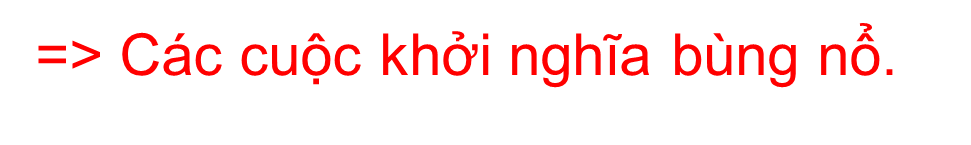 => Các cuộc khởi nghĩa bùng nổ.